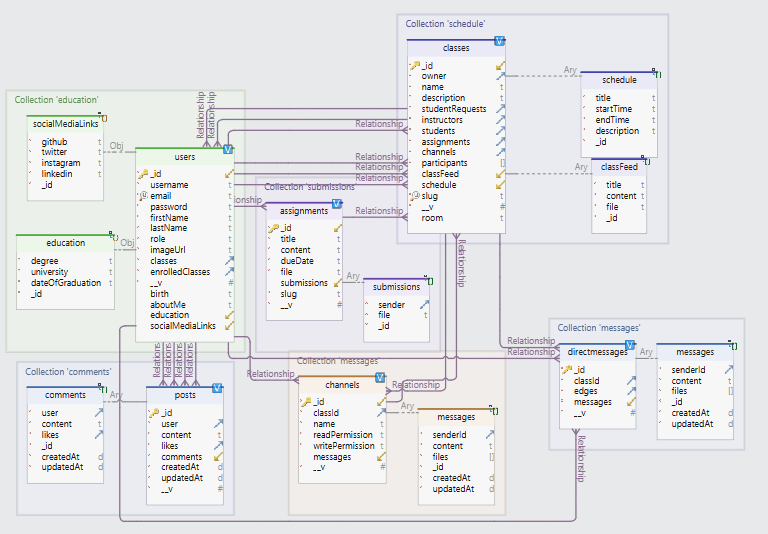 Collection 'schedule'
classes
_id
owner
name
description
studentRequests
instructors
students
assignments
channels
participants
classFeed
schedule
slug
__v
room
Ary
schedule
title
startTime
endTime
description
_id
Ary
classFeed
title
content
file
_id
Collection 'education'
socialMediaLinks
github
twitter
instagram
linkedin
_id
Obj
users
_id
username
email
password
firstName
lastName
role
imageUrl
classes
enrolledClasses
__v
birth
aboutMe
education
socialMediaLinks
education
degree
university
dateOfGraduation
_id
Obj
Relationship
Relationship
Relationship
Relationship
Relationship
Relationship
Collection 'submissions'
onship
assignments
_id
title
content
dueDate
file
submissions
slug
__v
Relationship
Ary
submissions
sender
file
_id
Relationship
Collection 'comments'
comments
user
content
likes
_id
createdAt
updatedAt
Ary
posts
_id
user
content
likes
comments
createdAt
updatedAt
__v
Relationship
Relationship
Relationship
Relationship
Collection 'messages'
Relationship
channels
_id
classId
name
readPermission
writePermission
messages
__v
Relationship
Ary
messages
senderId
content
files
_id
createdAt
updatedAt
Collection 'messages'
Relationship
Relationship
directmessages
_id
classId
edges
messages
__v
Ary
messages
senderId
content
files
_id
createdAt
updatedAt
Relationship